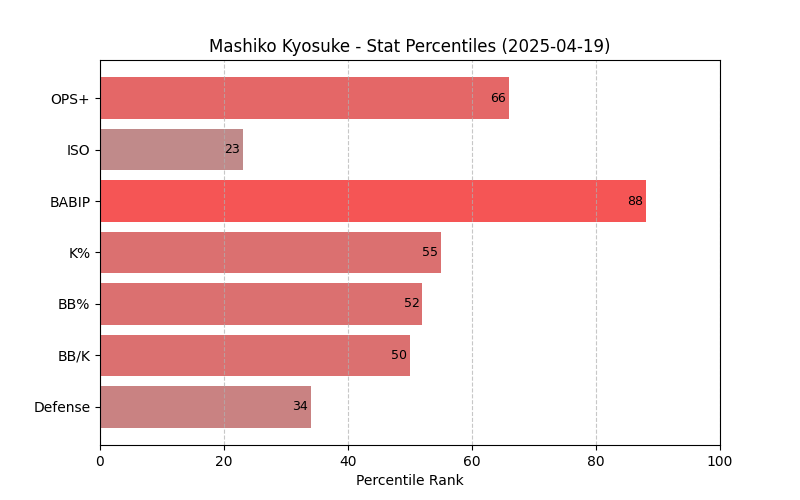 Mashiko Kyosuke - Stat Percentiles (2025-04-19)
OPS+ 66
ISO 23
BABIP 88
K% 55
BB% 52
BB/K 50
Defense 34
0 20 40 60 80 100
Percentile Rank